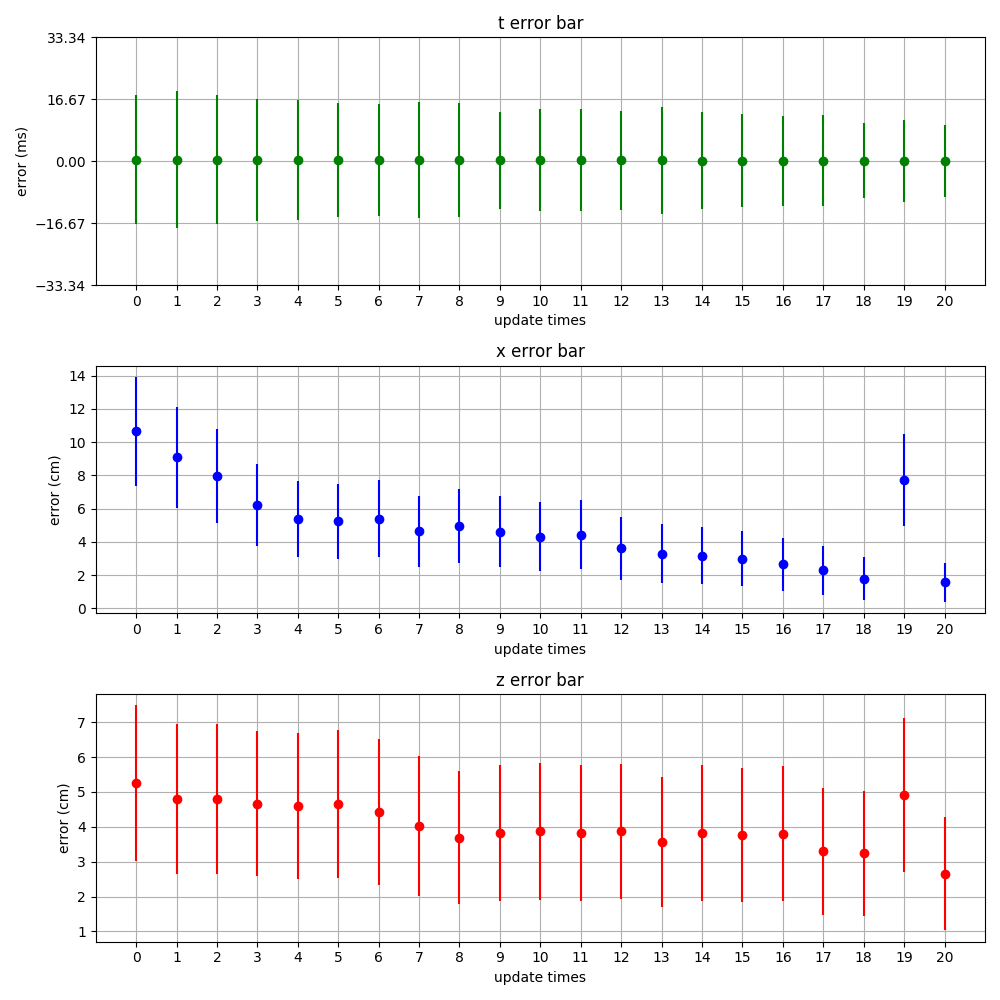 t error bar
33.34
16.67
0.00
−16.67
−33.34
error (ms)
0 1 2 3 4 5 6 7 8 9 10 11 12 13 14 15 16 17 18 19 20
update times
x error bar
14
12
10
8
6
4
2
0
error (cm)
0 1 2 3 4 5 6 7 8 9 10 11 12 13 14 15 16 17 18 19 20
update times
z error bar
7
6
5
4
3
2
1
error (cm)
0 1 2 3 4 5 6 7 8 9 10 11 12 13 14 15 16 17 18 19 20
update times